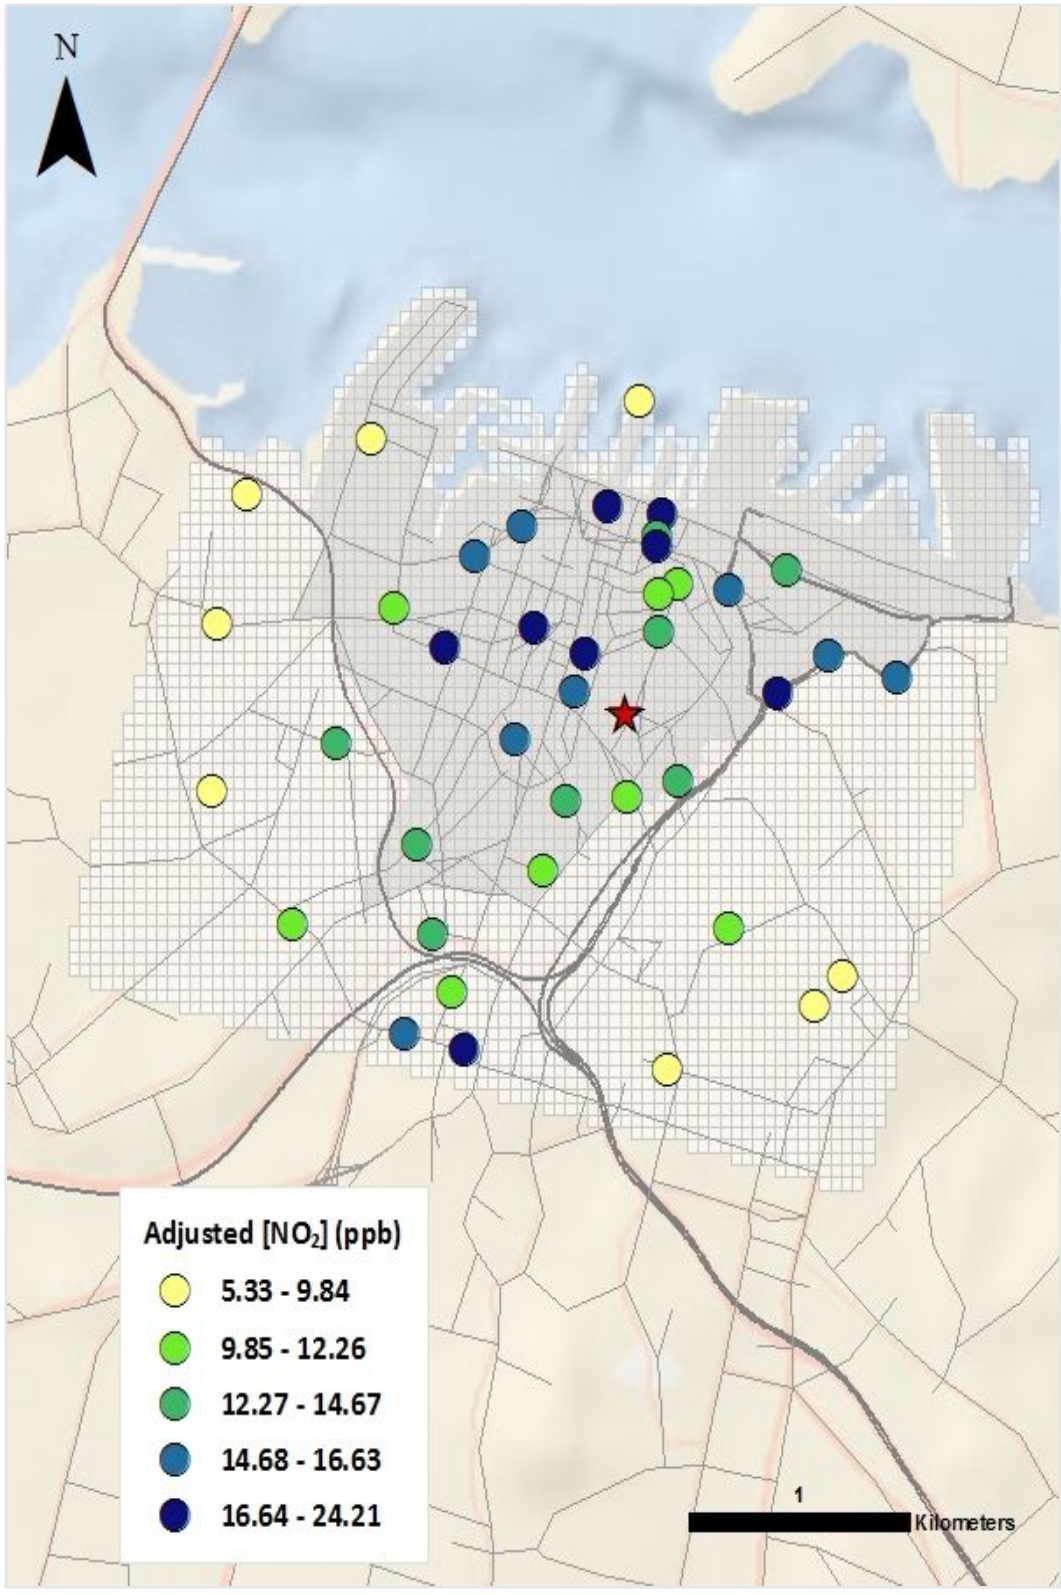 N
Adjusted [NO₂] (ppb)
5.33 - 9.84
9.85 - 12.26
12.27 - 14.67
14.68 - 16.63
16.64 - 24.21
1
Kilometers